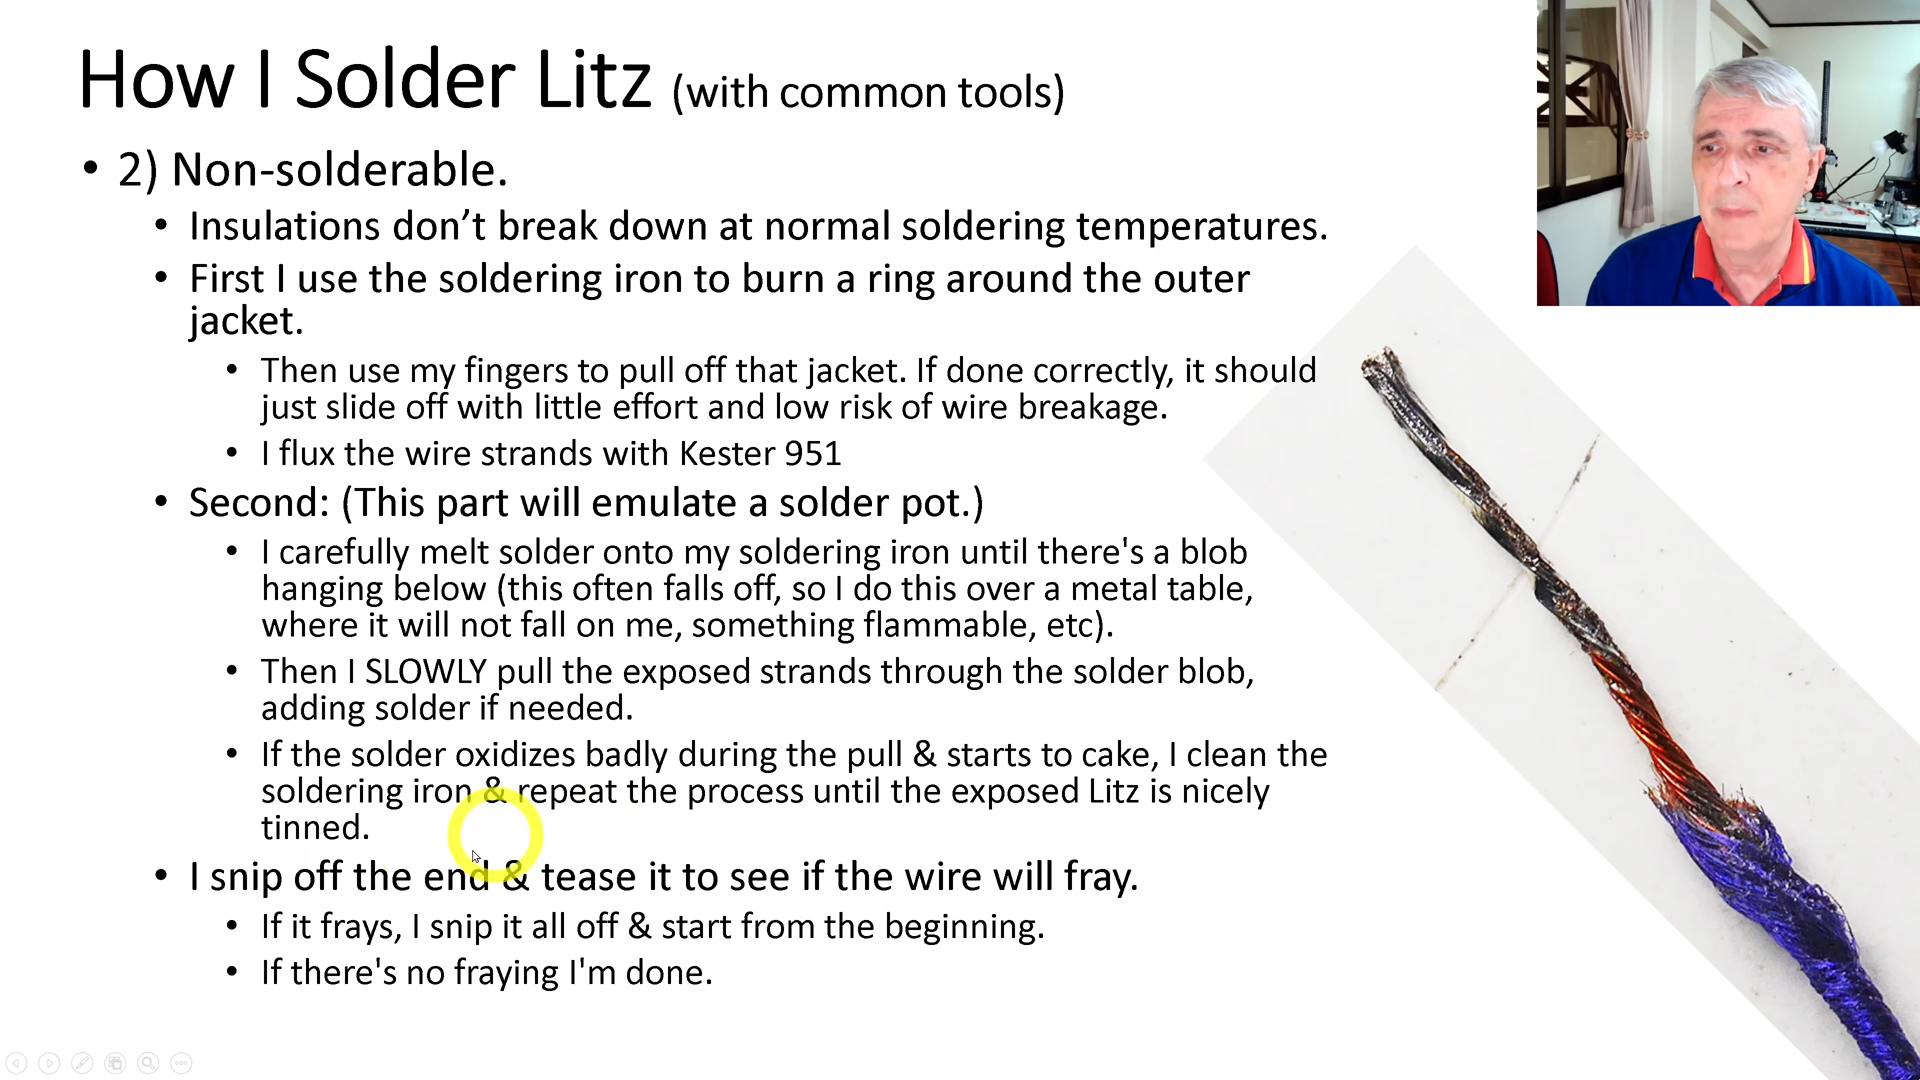 How I Solder Litz (with common tools)
• 2) Non-solderable.
• Insulations don’t break down at normal soldering temperatures.
• First I use the soldering iron to burn a ring around the outer
jacket.
• Then use my fingers to pull off that jacket. If done correctly, it should
just slide off with little effort and low risk of wire breakage.
• I flux the wire strands with Kester 951
• Second: (This part will emulate a solder pot.)
• I carefully melt solder onto my soldering iron until there's a blob
hanging below (this often falls off, so I do this over a metal table,
where it will not fall on me, something flammable, etc).
• Then I SLOWLY pull the exposed strands through the solder blob,
adding solder if needed.
• If the solder oxidizes badly during the pull & starts to cake, I clean the
soldering iron & repeat the process until the exposed Litz is nicely
tinned.
• I snip off the end & tease it to see if the wire will fray.
• If it frays, I snip it all off & start from the beginning.
• If there's no fraying I'm done.